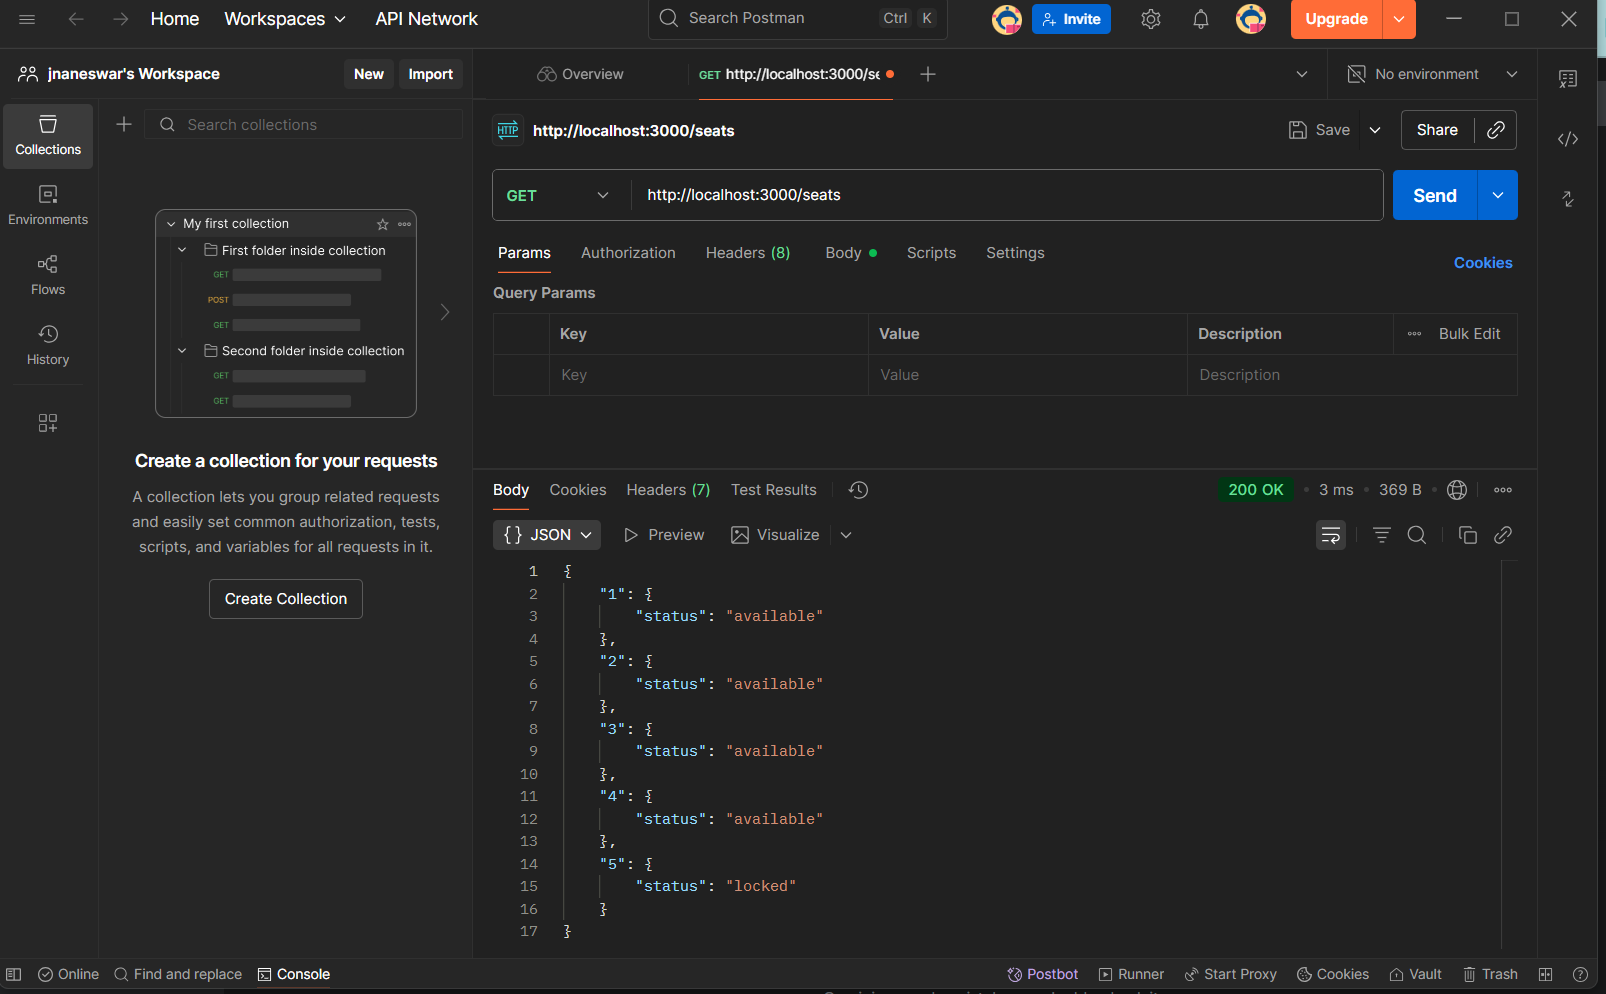 Home Workspaces API Network Search Postman Ctrl K Invite Upgrade
jnaneswar's Workspace New Import Overview GET http://localhost:3000/se No environment
Search collections
HTTP http://localhost:3000/seats Save Share
Collections
Environments
Flows
History
My first collection
First folder inside collection
GET
POST
GET
Second folder inside collection
GET
GET
Create a collection for your requests
A collection lets you group related requests
and easily set common authorization, tests,
scripts, and variables for all requests in it.
Create Collection
GET http://localhost:3000/seats Send
Params Authorization Headers (8) Body Scripts Settings Cookies
Query Params
Key Value Description Bulk Edit
Key Value Description
Body Cookies Headers (7) Test Results 200 OK 3 ms 369 B
{} JSON Preview Visualize
1 {
2 "1": {
3 "status": "available"
4 },
5 "2": {
6 "status": "available"
7 },
8 "3": {
9 "status": "available"
10 },
11 "4": {
12 "status": "available"
13 },
14 "5": {
15 "status": "locked"
16 }
17 }
Online Find and replace Console Postbot Runner Start Proxy Cookies Vault Trash